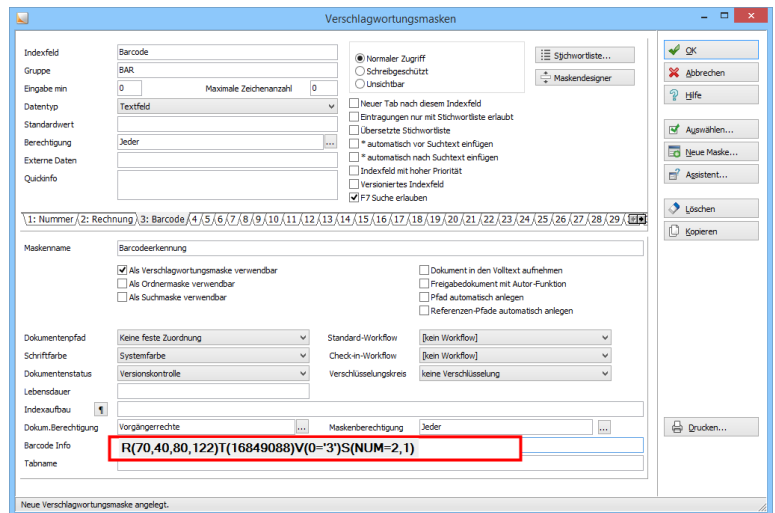 Verschlagwortungsmasken
Indexfeld Barcode
Gruppe BAR
Eingabe min 0 Maximale Zeichenanzahl 0
Datentyp Textfeld
Standardwert
Berechtigung Jeder ...
Externe Daten
Quickinfo
Normaler Zugriff
Schreibgeschützt
Unsichtbar
Stichwortliste...
Maskendesigner
Neuer Tab nach diesem Indexfeld
Eintragungen nur mit Stichwortliste erlaubt
Übersetzte Stichwortliste
* automatisch vor Suchtext einfügen
* automatisch nach Suchtext einfügen
Indexfeld mit hoher Priorität
Versioniertes Indexfeld
F7 Suche erlauben
1: Nummer 2: Rechnung 3: Barcode 4 5 6 7 8 9 10 11 12 13 14 15 16 17 18 19 20 21 22 23 24 25 26 27 28 29
Maskenname Barcodeerkennung
Als Verschlagwortungsmaske verwendbar
Als Ordnermaske verwendbar
Als Suchmaske verwendbar
Dokument in den Volltext aufnehmen
Freigabedokument mit Autor-Funktion
Pfad automatisch anlegen
Referenzen-Pfade automatisch anlegen
Dokumentenpfad Keine feste Zuordnung Standard-Workflow [kein Workflow]
Schriftfarbe Systemfarbe Check-in-Workflow [kein Workflow]
Dokumentenstatus Versionskontrolle Verschlüsselungskreis keine Verschlüsselung
Lebensdauer
Indexaufbau ¶
Dokum.Berechtigung Vorgängerrechte ... Maskenberechtigung Jeder ...
Barcode Info R(70,40,80,122)T(16849088)V(0='3')S(NUM=2,1)
Tabname
OK
Abbrechen
Hilfe
Auswählen...
Neue Maske...
Assistent...
Löschen
Kopieren
Drucken...
Neue Verschlagwortungsmaske angelegt.